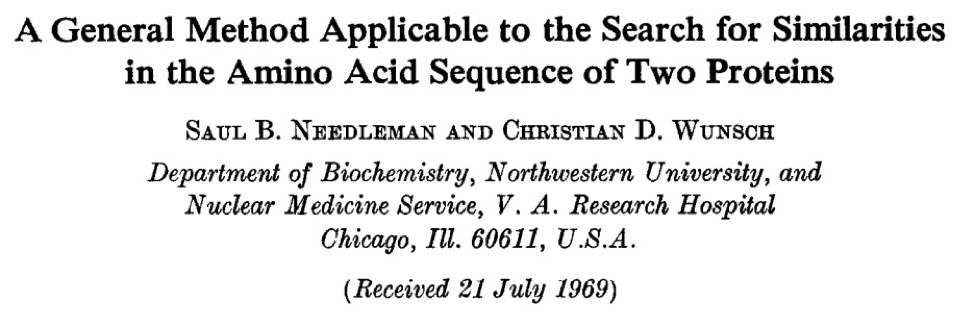 A General Method Applicable to the Search for Similarities
in the Amino Acid Sequence of Two Proteins
SAUL B. NEEDLEMAN AND CHRISTIAN D. WUNSCH
Department of Biochemistry, Northwestern University, and
Nuclear Medicine Service, V. A. Research Hospital
Chicago, Ill. 60611, U.S.A.
(Received 21 July 1969)